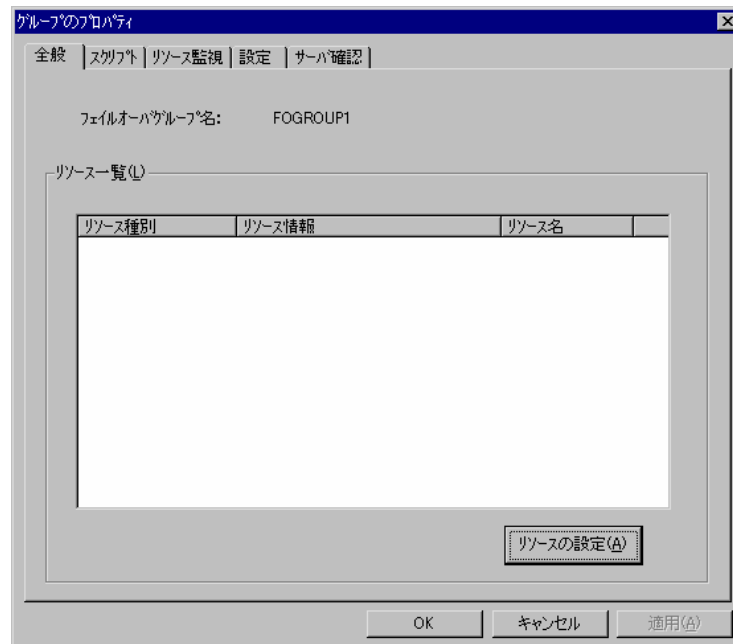 ｸﾞﾙｰﾌﾟのﾌﾟﾛﾊﾟﾃｨ
全般 ｽｸﾘﾌﾟﾄ ﾘｿｰｽ監視 設定 ｻｰﾊﾞ確認
ﾌｪｲﾙｵｰﾊﾞｸﾞﾙｰﾌﾟ名: FOGROUP1
ﾘｿｰｽ一覧(L)
ﾘｿｰｽ種別 ﾘｿｰｽ情報 ﾘｿｰｽ名
ﾘｿｰｽの設定(A)
OK ｷｬﾝｾﾙ 適用(A)